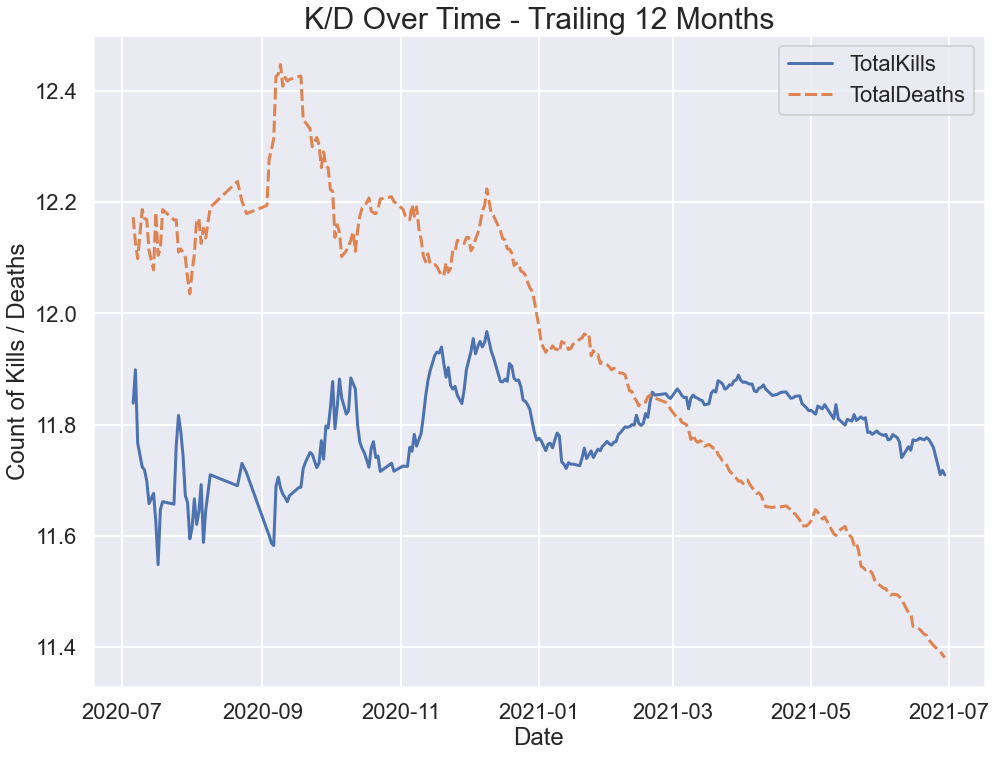 K/D Over Time - Trailing 12 Months
TotalKills
TotalDeaths
Count of Kills / Deaths
12.4
12.2
12.0
11.8
11.6
11.4
2020-07 2020-09 2020-11 2021-01 2021-03 2021-05 2021-07
Date